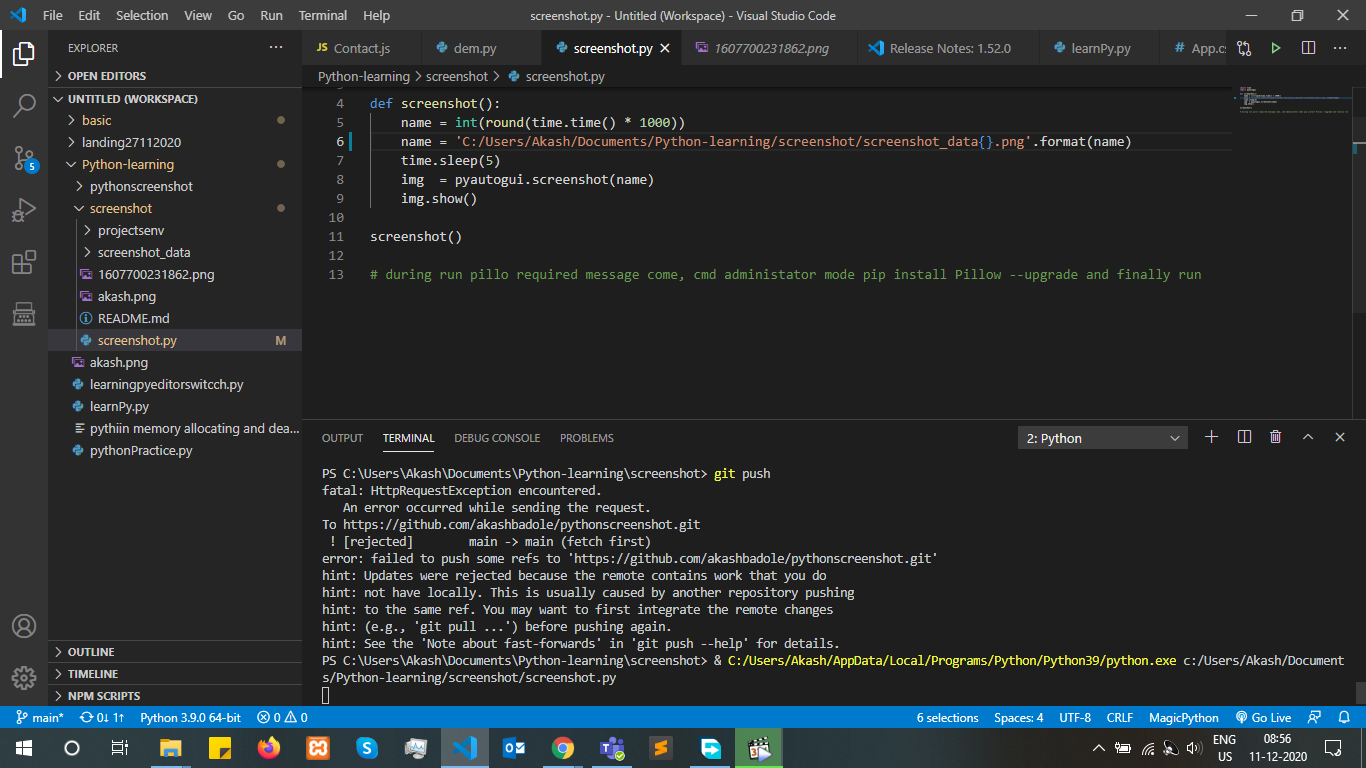 File Edit Selection View Go Run Terminal Help screenshot.py - Untitled (Workspace) - Visual Studio Code
EXPLORER
JS Contact.js dem.py screenshot.py 1607700231862.png Release Notes: 1.52.0 learnPy.py # App.cs
OPEN EDITORS
Python-learning > screenshot > screenshot.py
UNTITLED (WORKSPACE)
basic
landing27112020
Python-learning
pythonscreenshot
screenshot
projectsenv
screenshot_data
1607700231862.png
akash.png
README.md
screenshot.py M
akash.png
learningpyeditorswitcch.py
learnPy.py
pythiin memory allocating and dea...
pythonPractice.py
OUTLINE
TIMELINE
NPM SCRIPTS
5
4 def screenshot():
5 name = int(round(time.time() * 1000))
6 name = 'C:/Users/Akash/Documents/Python-learning/screenshot/screenshot_data{}.png'.format(name)
7 time.sleep(5)
8 img  = pyautogui.screenshot(name)
9 img.show()
10
11 screenshot()
12
13 # during run pillo required message come, cmd administator mode pip install Pillow --upgrade and finally run
OUTPUT TERMINAL DEBUG CONSOLE PROBLEMS 2: Python
PS C:\Users\Akash\Documents\Python-learning\screenshot> git push
fatal: HttpRequestException encountered.
An error occurred while sending the request.
To https://github.com/akashbadole/pythonscreenshot.git
! [rejected] main -> main (fetch first)
error: failed to push some refs to 'https://github.com/akashbadole/pythonscreenshot.git'
hint: Updates were rejected because the remote contains work that you do
hint: not have locally. This is usually caused by another repository pushing
hint: to the same ref. You may want to first integrate the remote changes
hint: (e.g., 'git pull ...') before pushing again.
hint: See the 'Note about fast-forwards' in 'git push --help' for details.
PS C:\Users\Akash\Documents\Python-learning\screenshot> & C:/Users/Akash/AppData/Local/Programs/Python/Python39/python.exe c:/Users/Akash/Document
s/Python-learning/screenshot/screenshot.py
main* 0↓ 1↑ Python 3.9.0 64-bit 0 0 6 selections Spaces: 4 UTF-8 CRLF MagicPython Go Live
ENG 08:56
US 11-12-2020